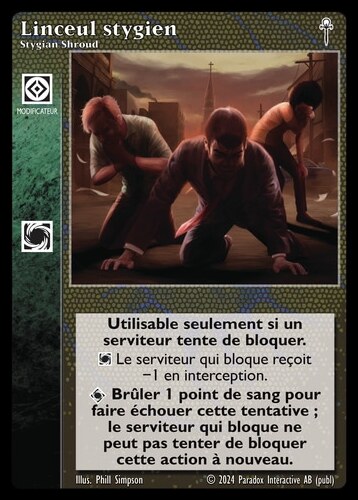 Linceul stygien
Stygian Shroud
MODIFICATEUR
Utilisable seulement si un
serviteur tente de bloquer.
Le serviteur qui bloque reçoit
−1 en interception.
Brûler 1 point de sang pour
faire échouer cette tentative ;
le serviteur qui bloque ne
peut pas tenter de bloquer
cette action à nouveau.
Illus. Phill Simpson © 2024 Paradox Interactive AB (publ)